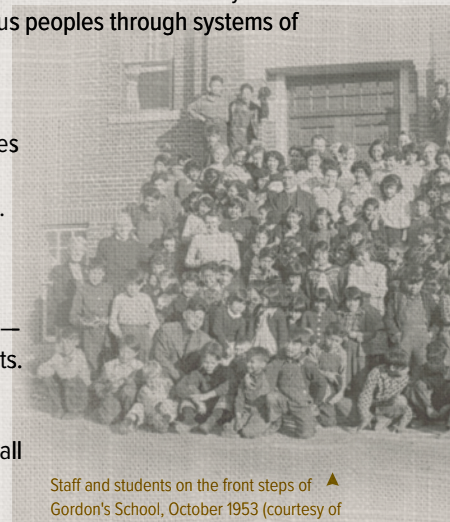 us peoples through systems of
es
.
—
ts.
all
Staff and students on the front steps of
Gordon's School, October 1953 (courtesy of